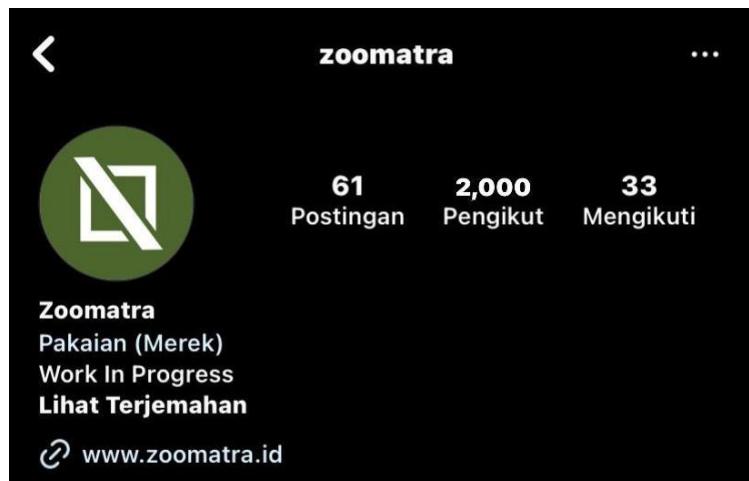 zoomatra
61 2,000 33
Postingan Pengikut Mengikuti
Zoomatra
Pakaian (Merek)
Work In Progress
Lihat Terjemahan
www.zoomatra.id